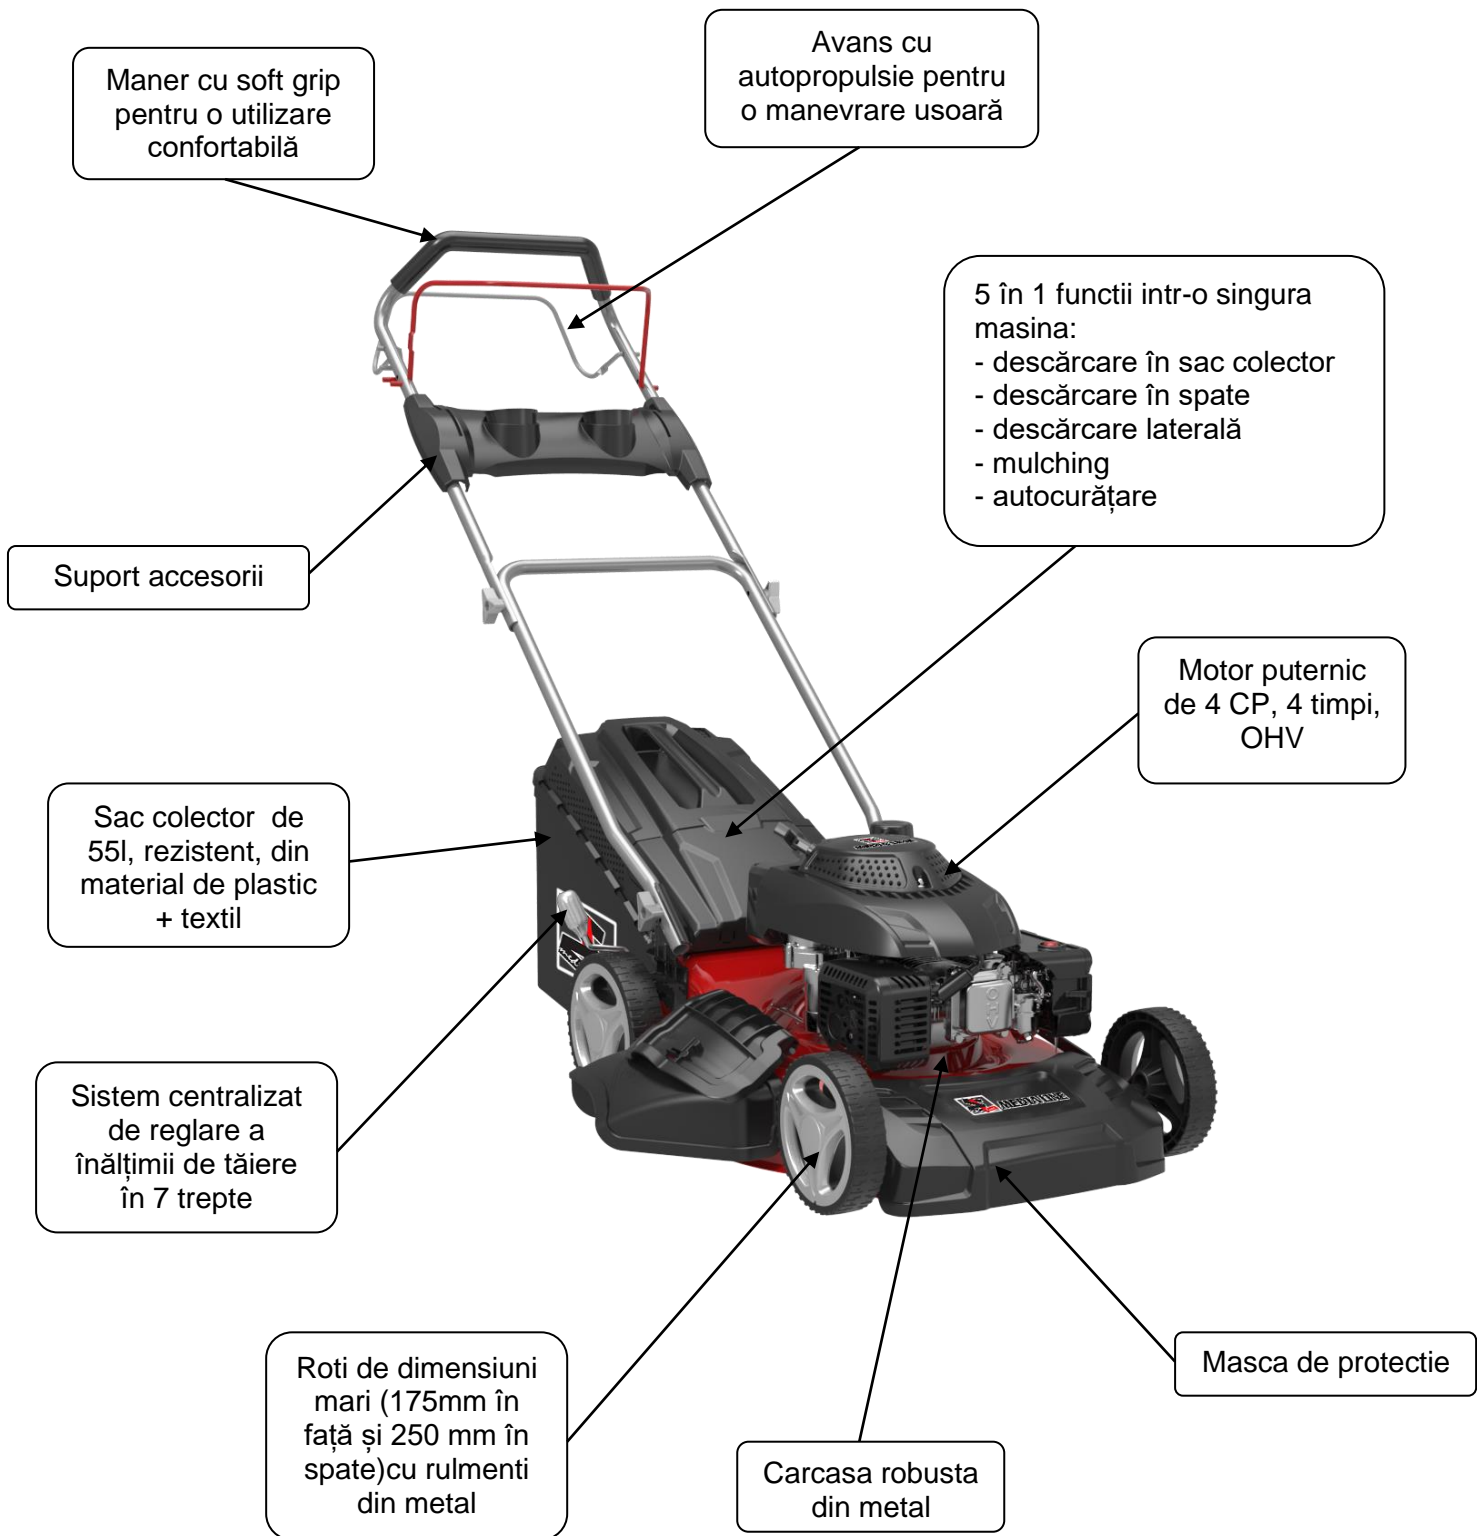 Avans cu
autopropulsie pentru
o manevrare usoară
Maner cu soft grip
pentru o utilizare
confortabilă
5 în 1 functii intr-o singura
masina:
- descărcare în sac colector
- descărcare în spate
- descărcare laterală
- mulching
- autocurățare
Suport accesorii
Motor puternic
de 4 CP, 4 timpi,
OHV
Sac colector de
55l, rezistent, din
material de plastic
+ textil
Sistem centralizat
de reglare a
înălțimii de tăiere
în 7 trepte
Roti de dimensiuni
mari (175mm în
față și 250 mm în
spate)cu rulmenti
din metal
Carcasa robusta
din metal
Masca de protectie